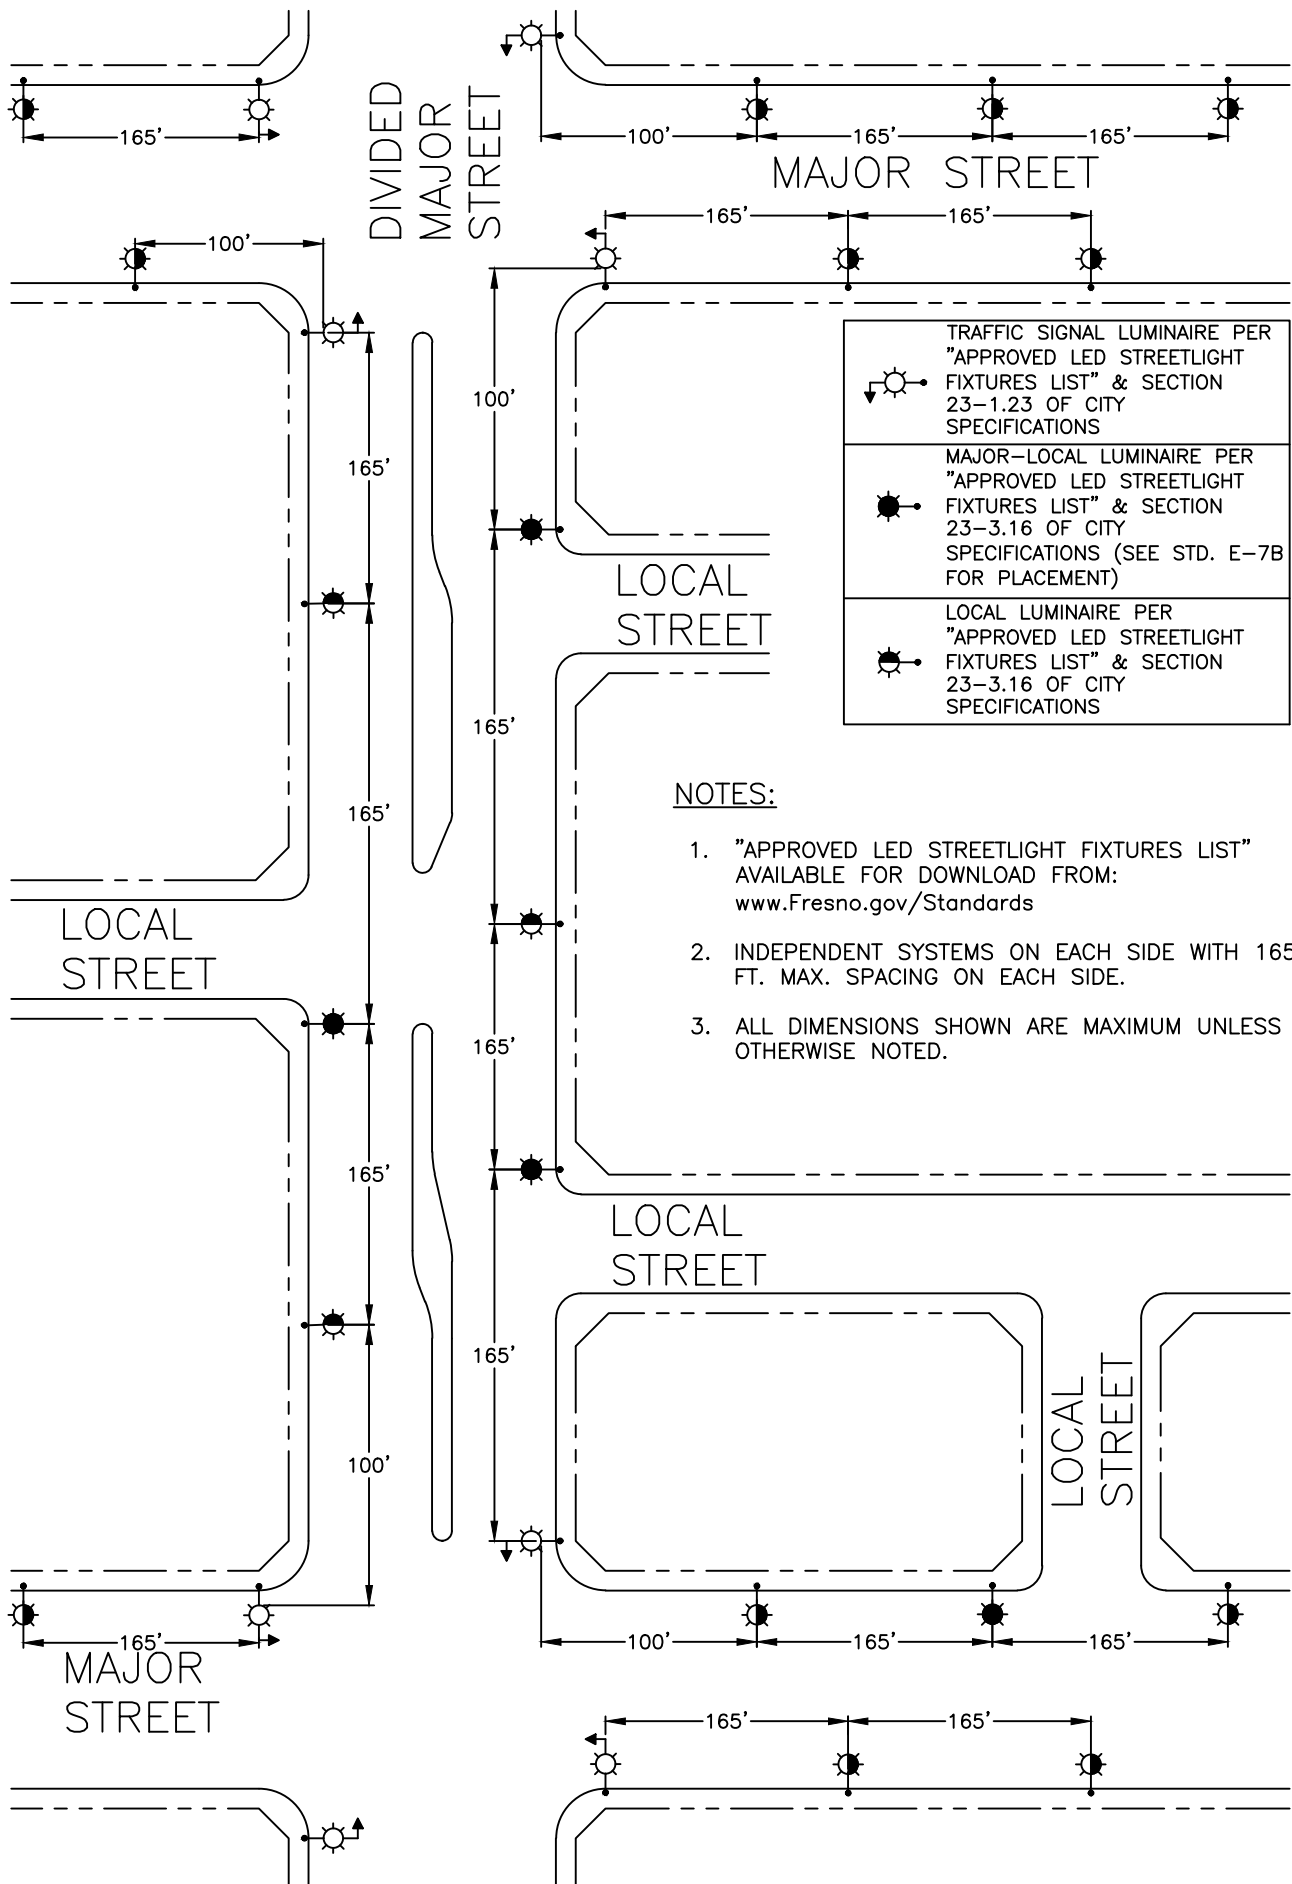 165'
100'
165'
165'
DIVIDED
MAJOR
STREET
MAJOR STREET
165'
165'
100'
TRAFFIC SIGNAL LUMINAIRE PER
"APPROVED LED STREETLIGHT
FIXTURES LIST" & SECTION
23-1.23 OF CITY
SPECIFICATIONS
100'
165'
MAJOR-LOCAL LUMINAIRE PER
"APPROVED LED STREETLIGHT
FIXTURES LIST" & SECTION
23-3.16 OF CITY
SPECIFICATIONS (SEE STD. E-7B
FOR PLACEMENT)
LOCAL
STREET
LOCAL LUMINAIRE PER
"APPROVED LED STREETLIGHT
FIXTURES LIST" & SECTION
23-3.16 OF CITY
SPECIFICATIONS
165'
165'
NOTES:
1. "APPROVED LED STREETLIGHT FIXTURES LIST"
AVAILABLE FOR DOWNLOAD FROM:
www.Fresno.gov/Standards
2. INDEPENDENT SYSTEMS ON EACH SIDE WITH 165
FT. MAX. SPACING ON EACH SIDE.
3. ALL DIMENSIONS SHOWN ARE MAXIMUM UNLESS
OTHERWISE NOTED.
LOCAL
STREET
165'
165'
LOCAL
STREET
165'
LOCAL
STREET
100'
165'
100'
165'
165'
MAJOR
STREET
165'
165'